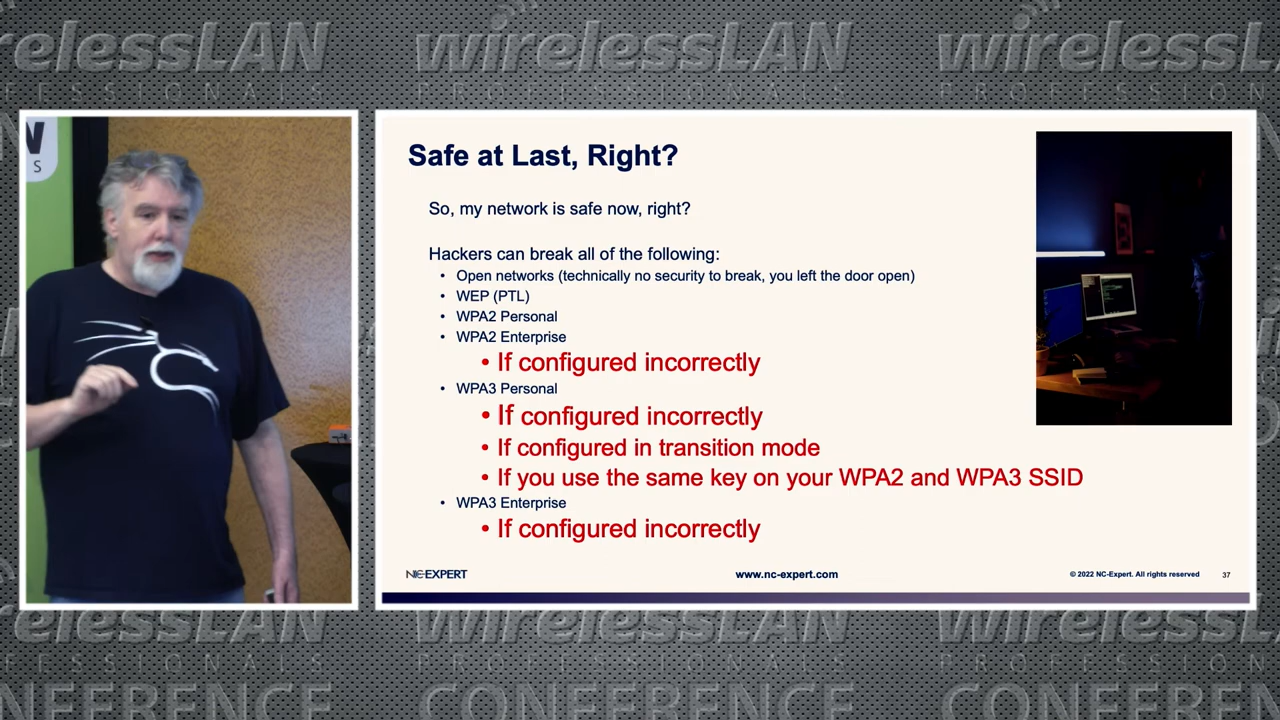 wirelessLAN
wirelessLAN
wirelessL
PROFESSIONALS
N
S
Safe at Last, Right?
So, my network is safe now, right?
Hackers can break all of the following:
• Open networks (technically no security to break, you left the door open)
• WEP (PTL)
• WPA2 Personal
• WPA2 Enterprise
• If configured incorrectly
• WPA3 Personal
• If configured incorrectly
• If configured in transition mode
• If you use the same key on your WPA2 and WPA3 SSID
• WPA3 Enterprise
• If configured incorrectly
NC-EXPERT
www.nc-expert.com
© 2022 NC-Expert. All rights reserved
37
wirelessLAN
PROFESSIONALS
CONFERENCE
CONFERENCE